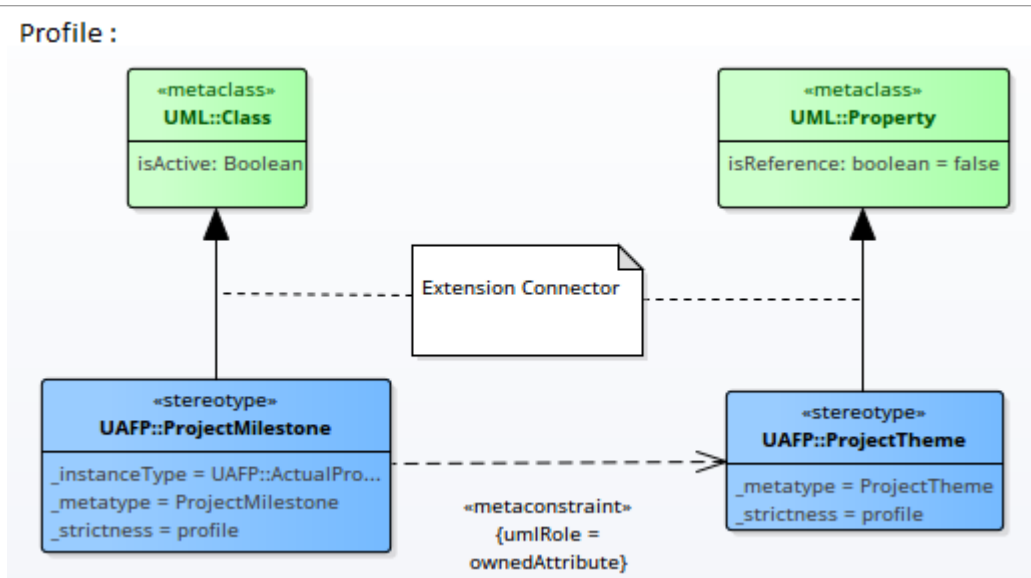 Profile :
«metaclass»
UML::Class
isActive: Boolean
«metaclass»
UML::Property
isReference: boolean = false
Extension Connector
«stereotype»
UAFP::ProjectMilestone
_instanceType = UAFP::ActualPro...
_metatype = ProjectMilestone
_strictness = profile
«stereotype»
UAFP::ProjectTheme
_metatype = ProjectTheme
_strictness = profile
«metaconstraint»
{umlRole =
ownedAttribute}